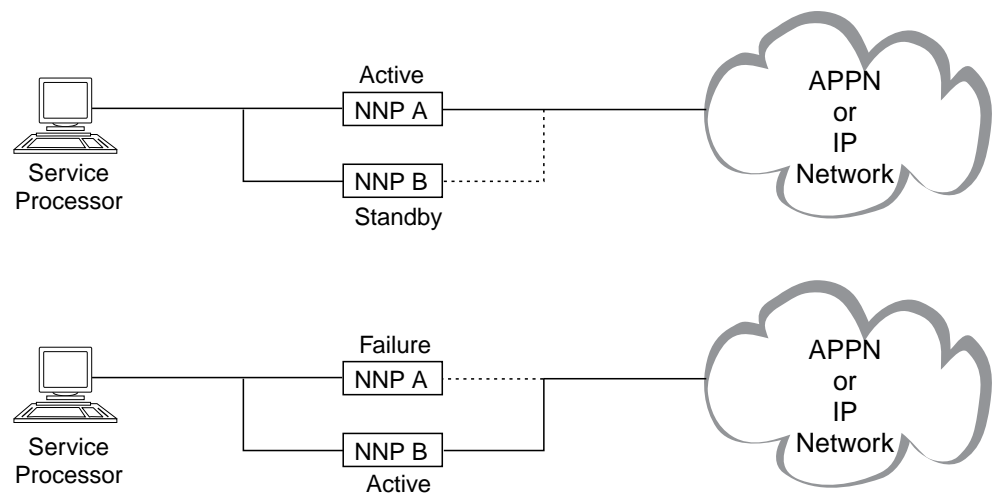 Active
NNP A
NNP B
Standby
Service
Processor
APPN
or
IP
Network
Failure
NNP A
NNP B
Active
Service
Processor
APPN
or
IP
Network